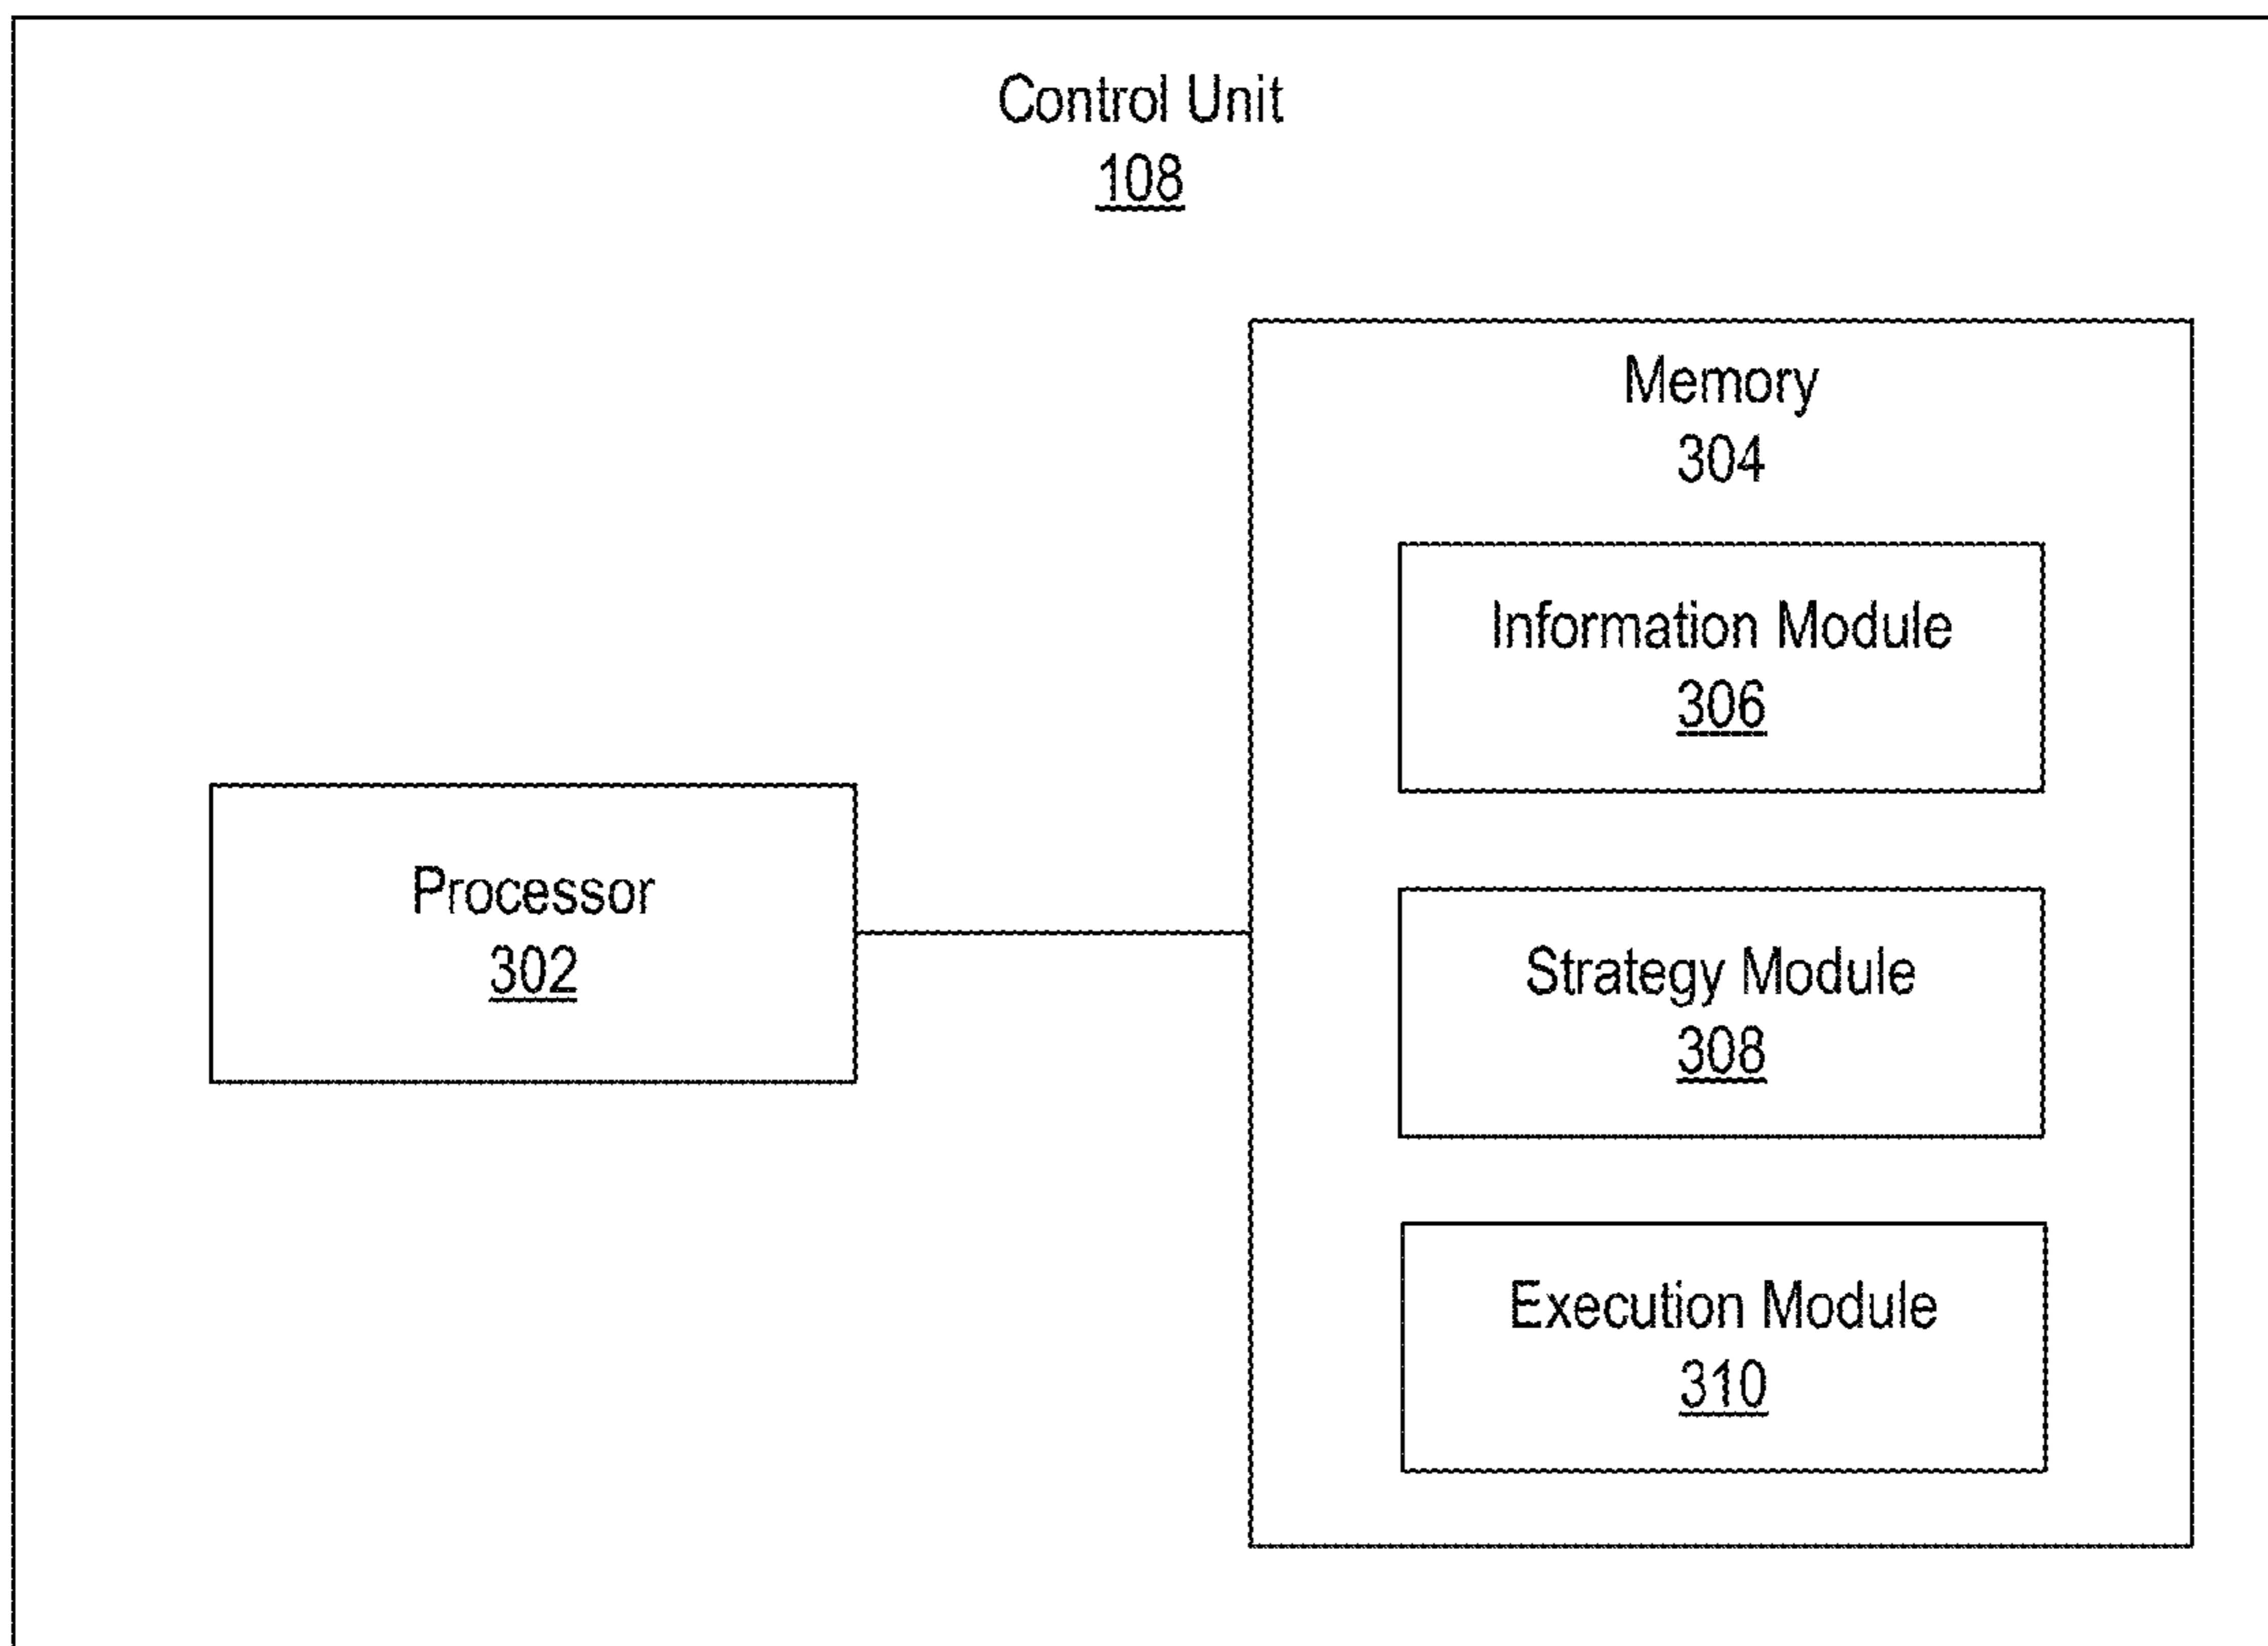 Control Unit
108
Memory
304
Information Module
306
Processor
302
Strategy Module
308
Execution Module
310